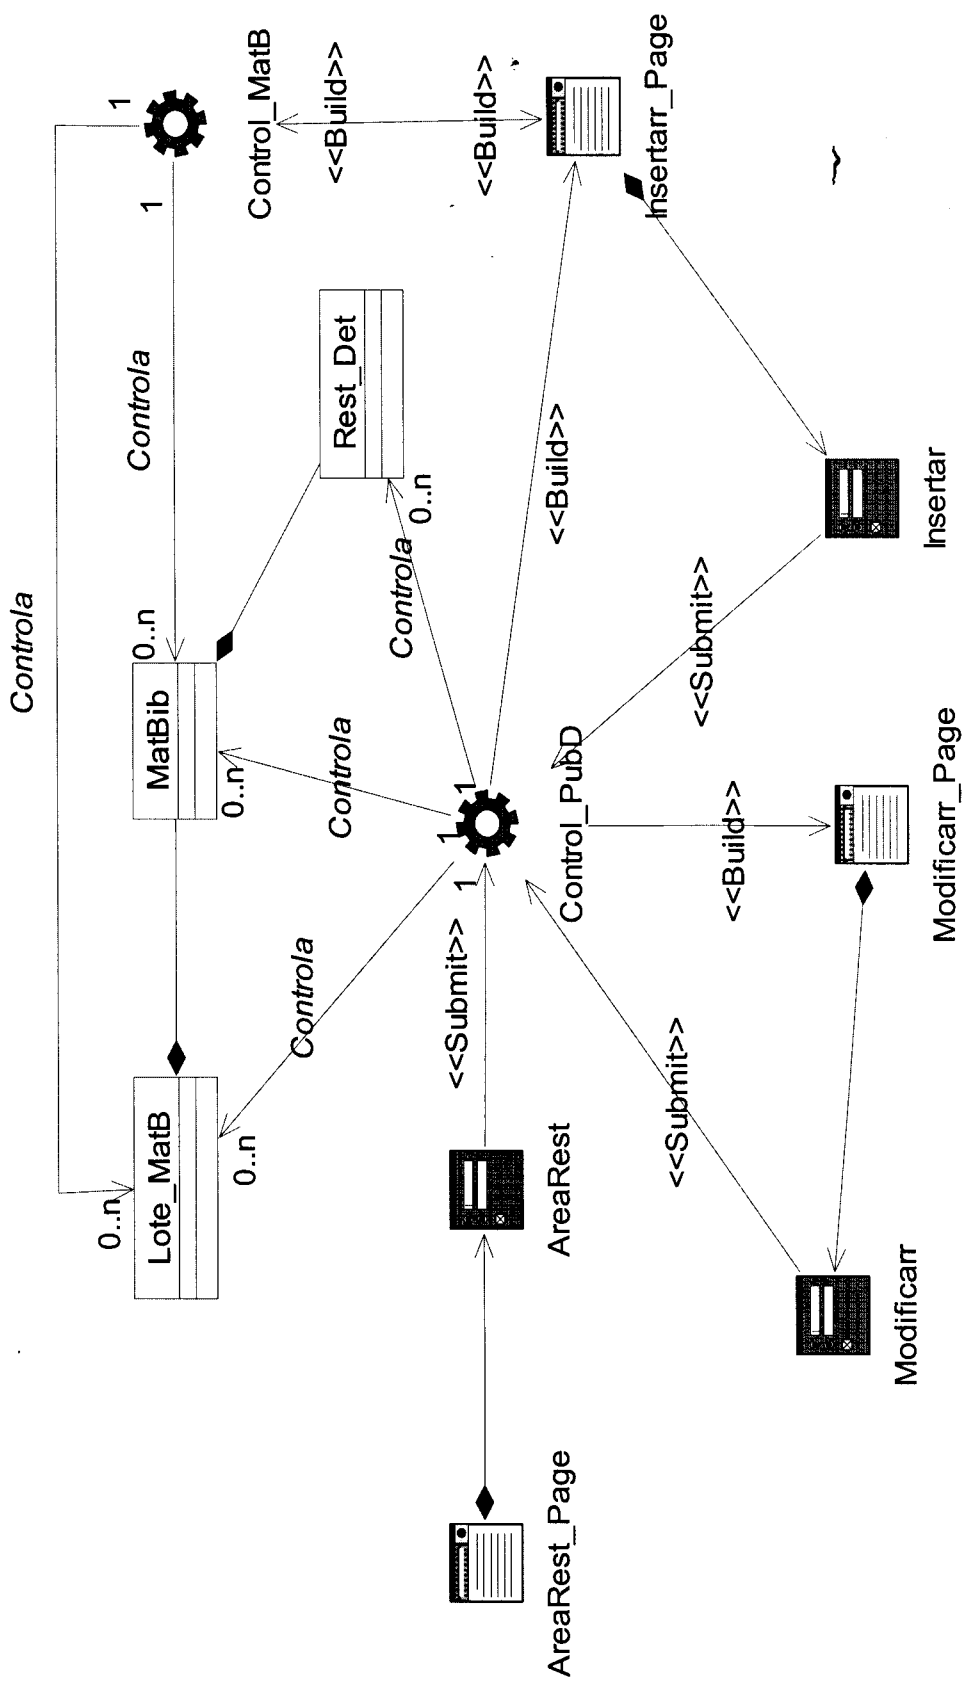 Controla
1
1
Controla
0..n
0..n
Lote_MatB
MatBib
0..n
Control_MatB
0..n
0..n
Controla
Controla
Controla
Rest_Det
0..n
<<Build>>
<<Build>>
<<Submit>>
1
1
1
AreaRest_Page
AreaRest
Control_PubD
<<Build>>
Insertarr_Page
<<Submit>>
<<Build>>
<<Submit>>
Modificarr
Modificarr_Page
Insertar